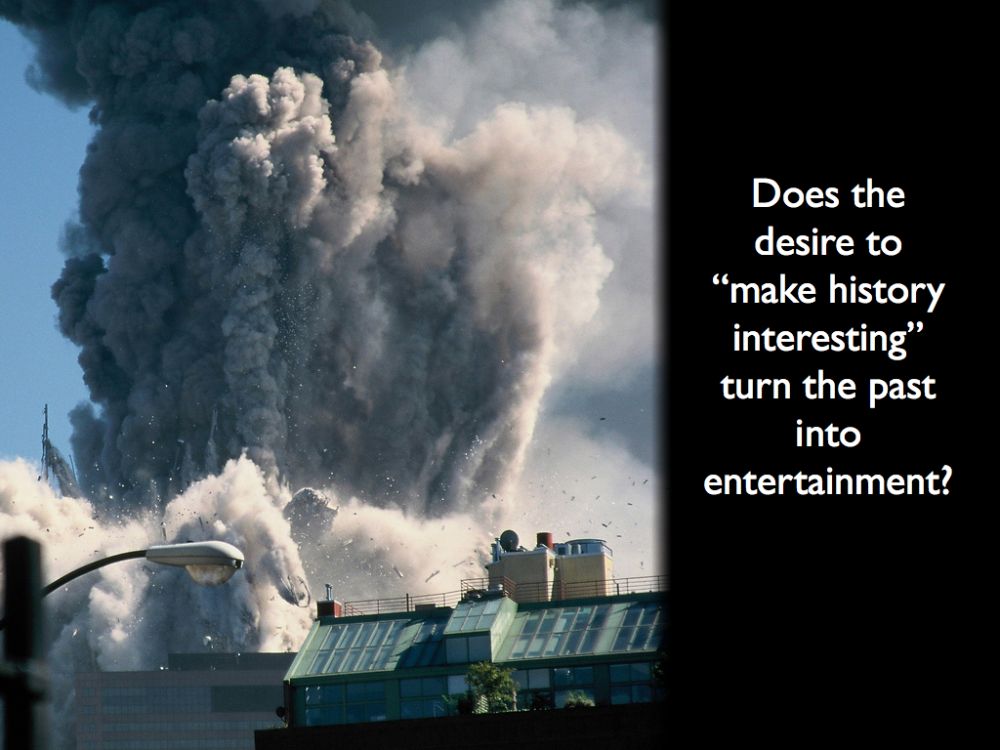 Does the
desire to
“make history
interesting”
turn the past
into
entertainment?